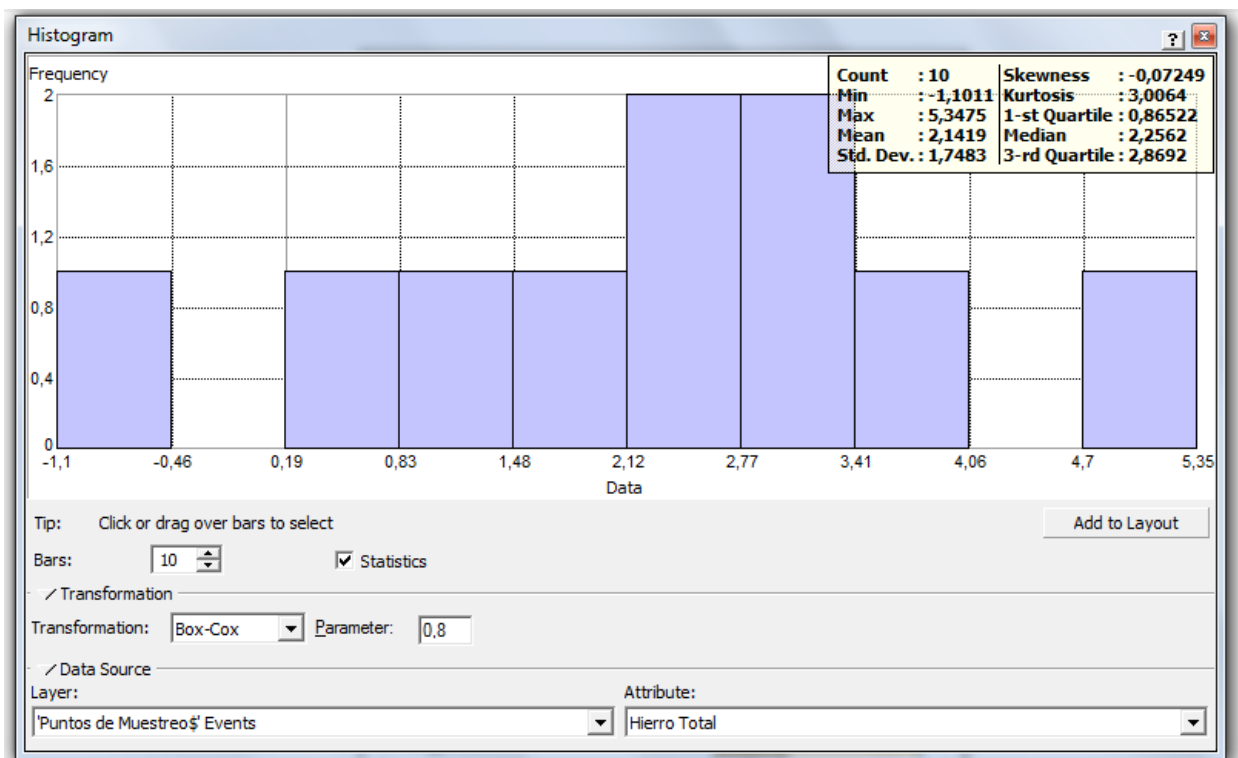 Histogram
?
Frequency
Count : 10 Skewness : -0,07249
Min : -1,1011 Kurtosis : 3,0064
Max : 5,3475 1-st Quartile : 0,86522
Mean : 2,1419 Median : 2,2562
Std. Dev. : 1,7483 3-rd Quartile : 2,8692
2
1,6
1,2
0,8
0,4
0
-1,1 -0,46 0,19 0,83 1,48 2,12 2,77 3,41 4,06 4,7 5,35
Data
Tip: Click or drag over bars to select Add to Layout
Bars: 10 Statistics
Transformation
Transformation: Box-Cox Parameter: 0,8
Data Source
Layer: Attribute:
'Puntos de Muestreo$' Events Hierro Total